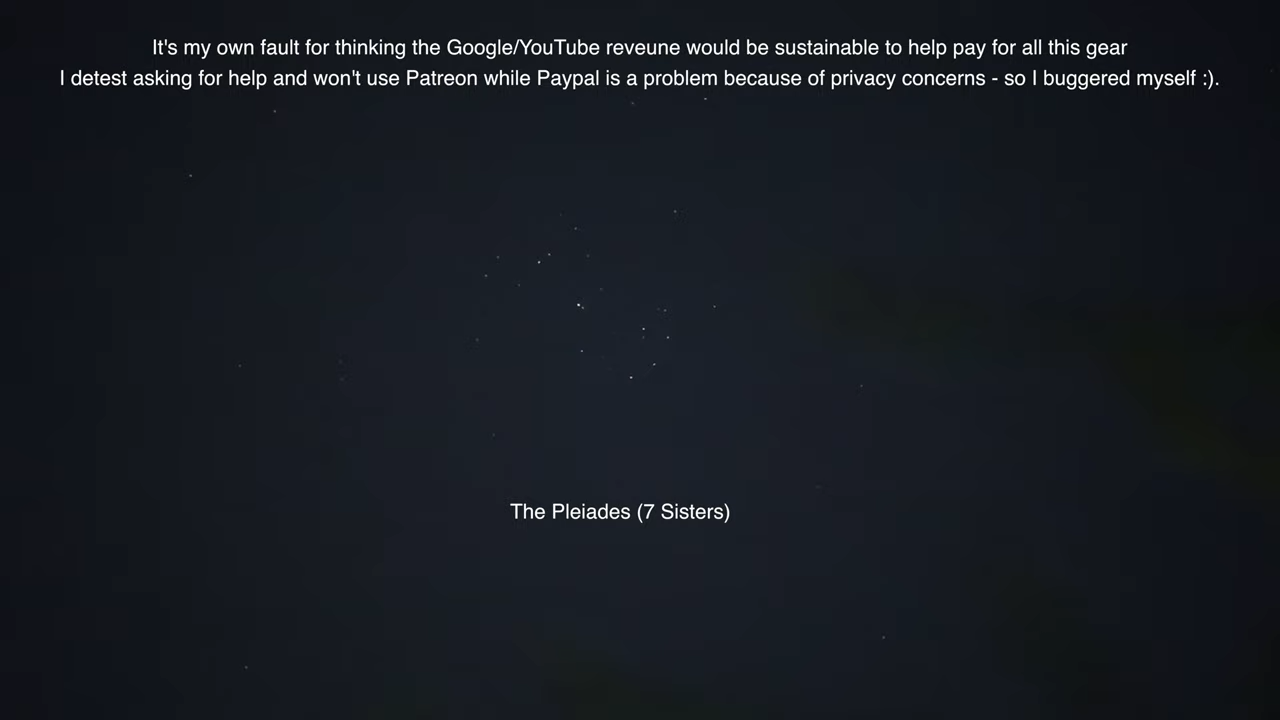 It's my own fault for thinking the Google/YouTube reveune would be sustainable to help pay for all this gear
I detest asking for help and won't use Patreon while Paypal is a problem because of privacy concerns - so I buggered myself :).
The Pleiades (7 Sisters)